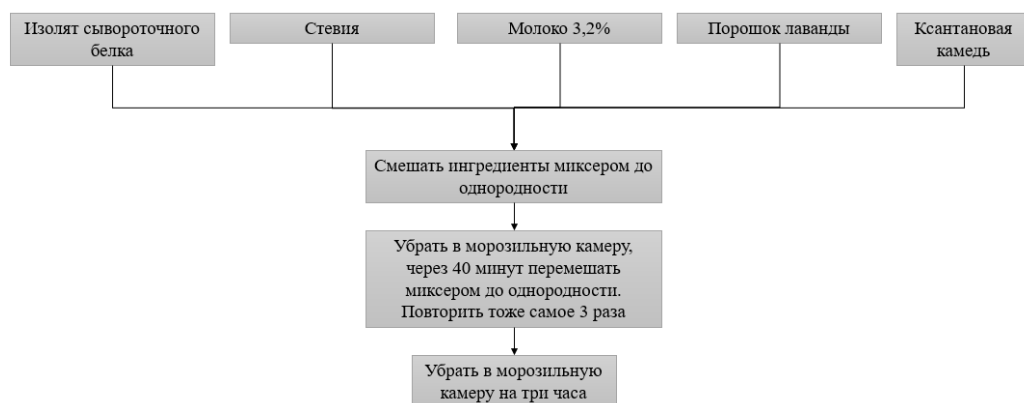 Изолят сывороточного
белка
Стевия
Молоко 3,2%
Порошок лаванды
Ксантановая
камедь
Смешать ингредиенты миксером до
однородности
Убрать в морозильную камеру,
через 40 минут перемешать
миксером до однородности.
Повторить тоже самое 3 раза
Убрать в морозильную
камеру на три часа